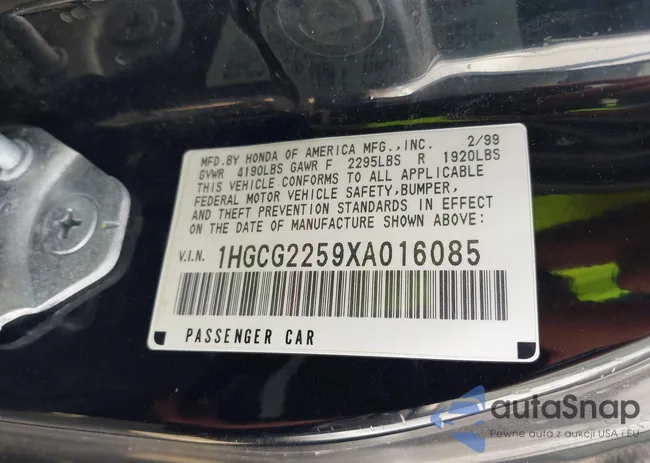 MFD.BY HONDA OF AMERICA MFG.,INC. 2/99
GVWR 4190LBS GAWR F 2295LBS R 1920LBS
THIS VEHICLE CONFORMS TO ALL APPLICABLE
FEDERAL MOTOR VEHICLE SAFETY,BUMPER,
AND THEFT PREVENTION STANDARDS IN EFFECT
ON THE DATE OF MANUFACTURE SHOWN ABOVE:
V.I.N. 1HGCG2259XA016085
PASSENGER CAR
autaSnap
Pewne auta z aukcji USA i EU